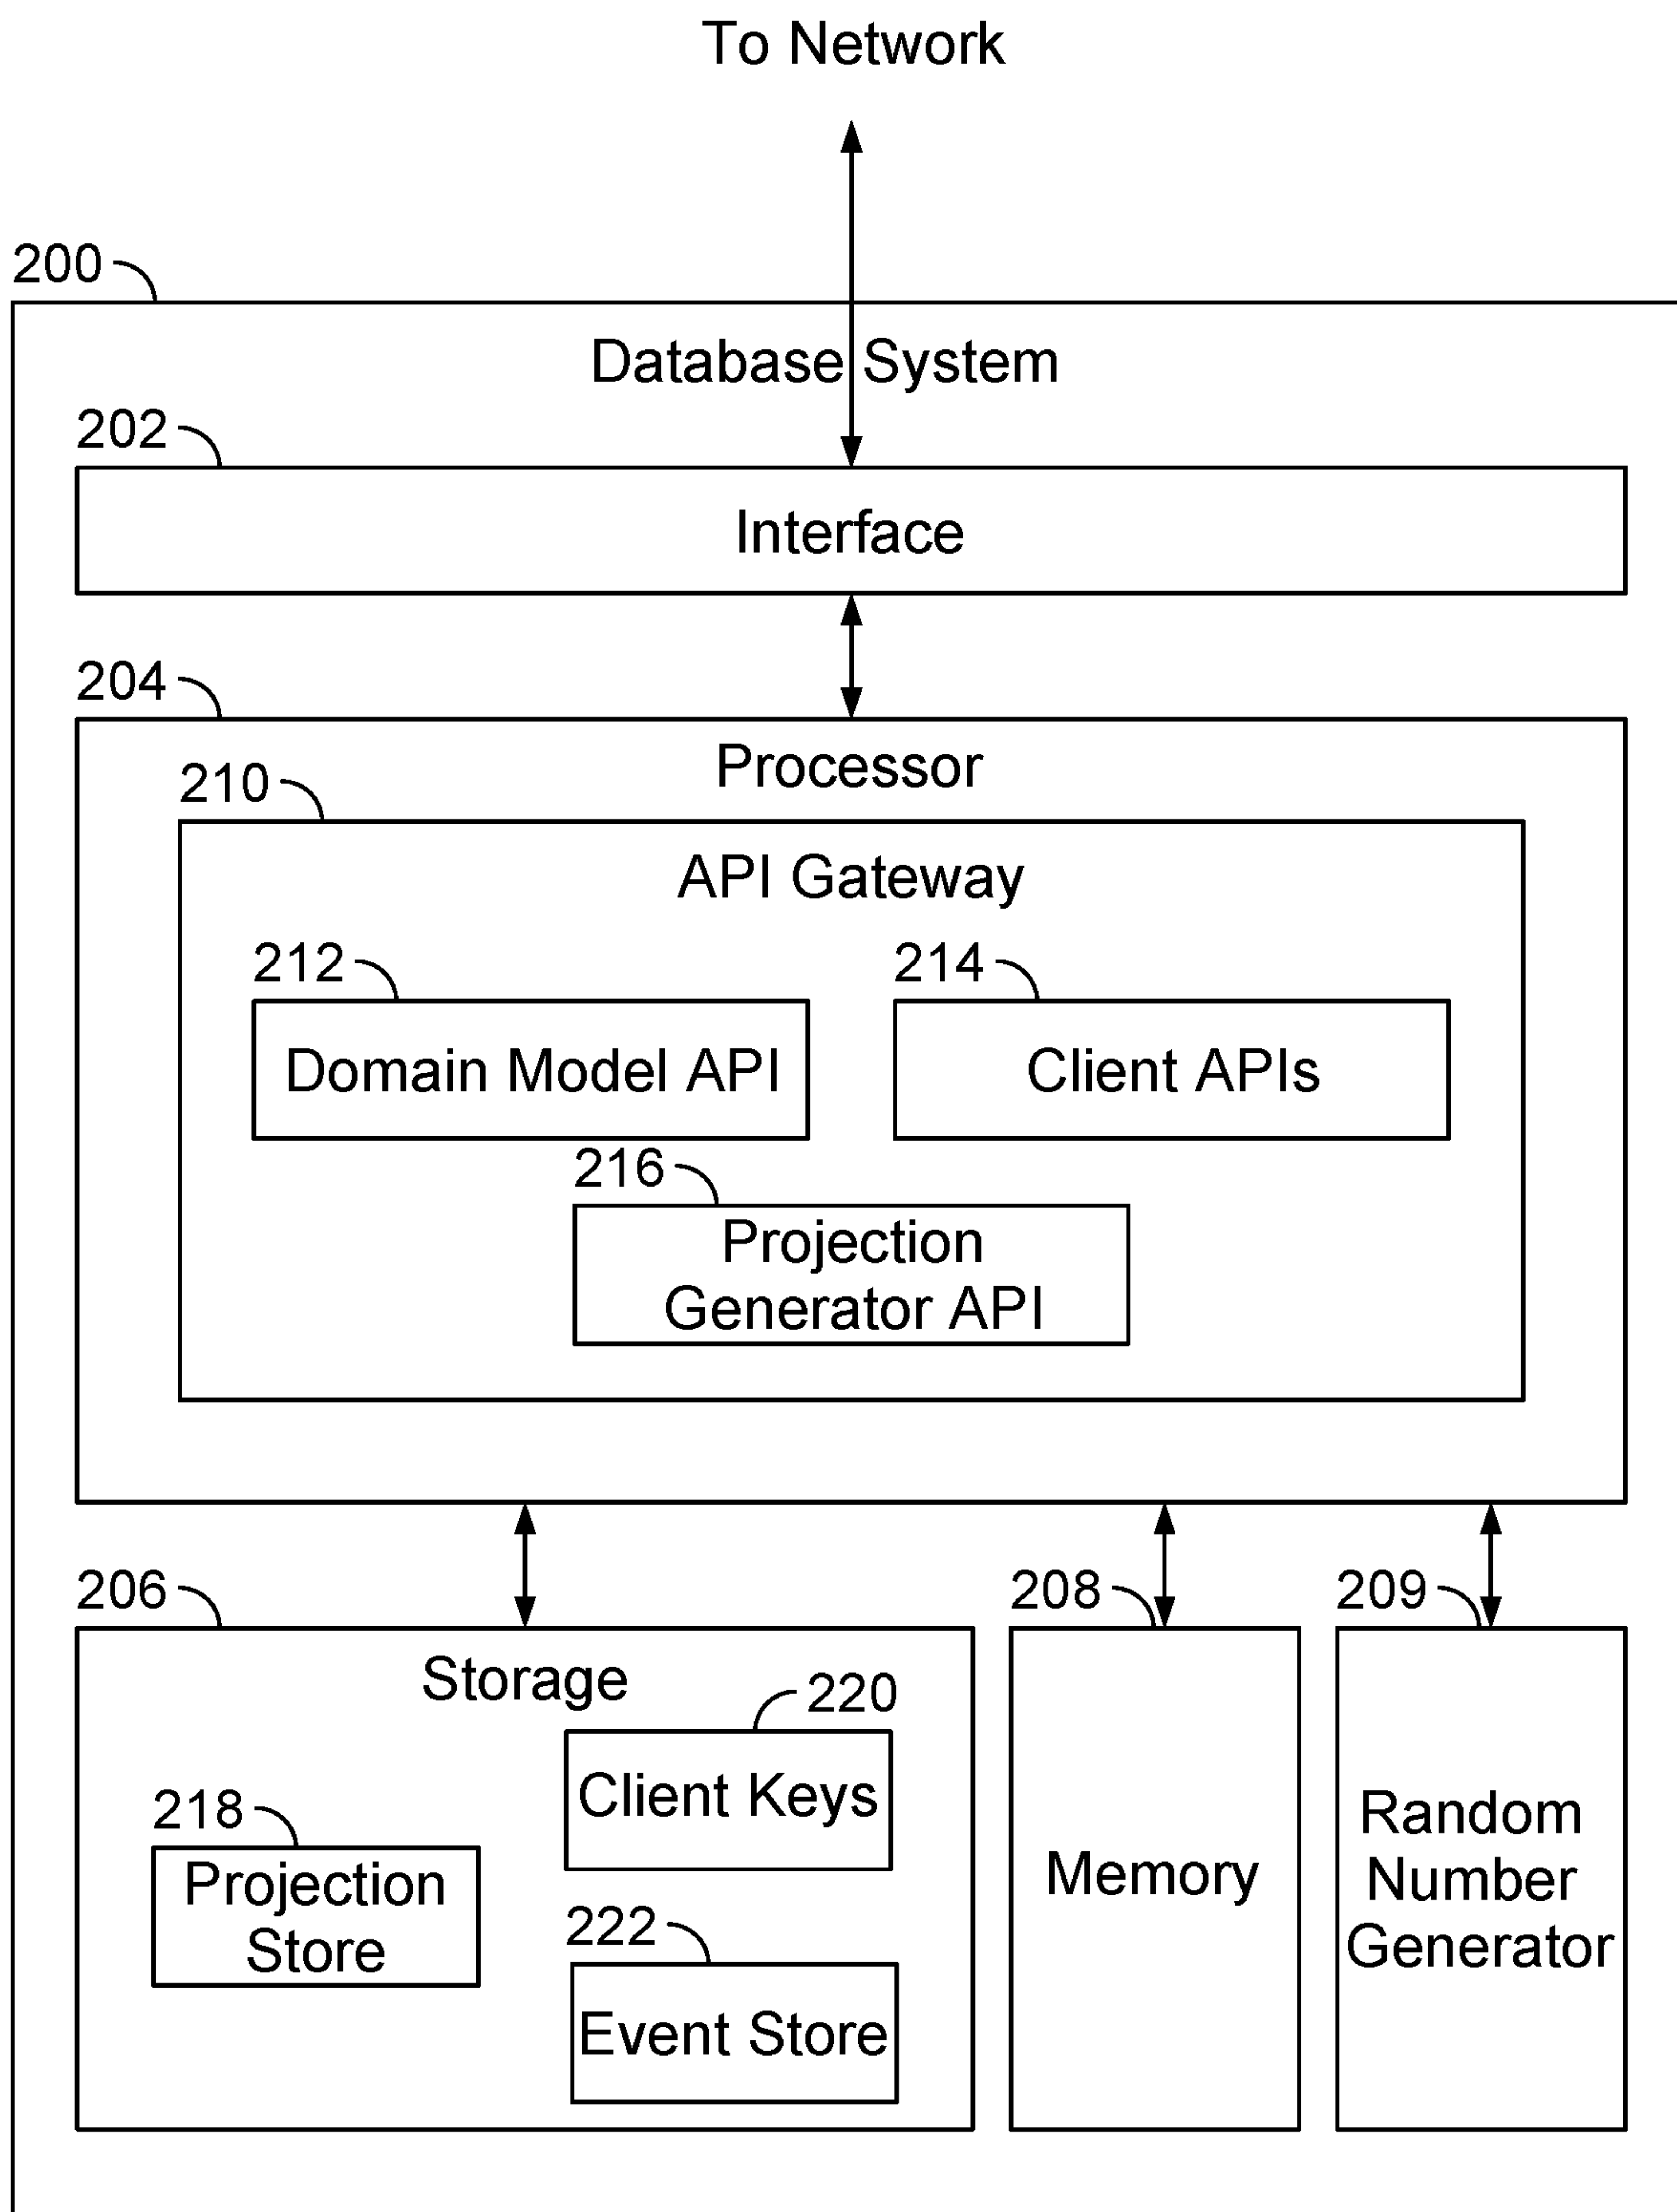 To Network
200
Database System
202
Interface
204
Processor
210
API Gateway
212
214
Domain Model API
Client APIs
216
Projection
Generator API
206
208
209
Storage
220
Client Keys
218
Projection
Store
222
Event Store
Memory
Random
Number
Generator